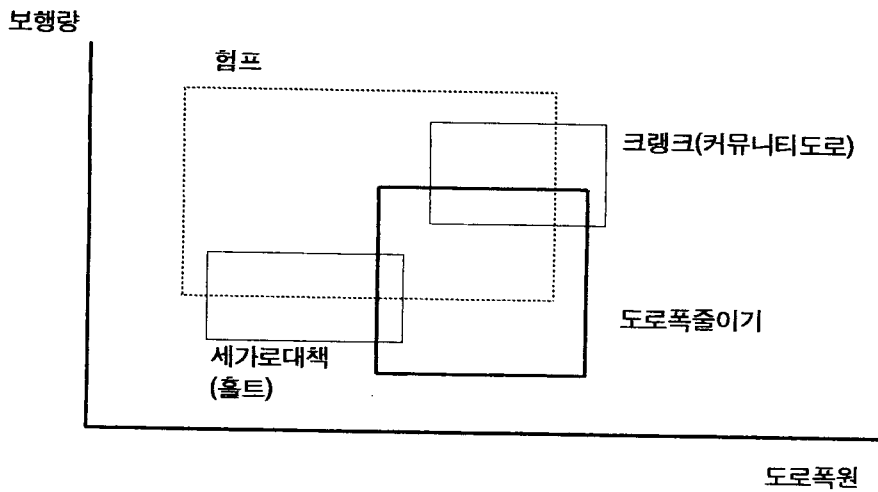 보행량
험프
크랭크(커뮤니티도로)
도로폭줄이기
세가로대책
(홀트)
도로폭원